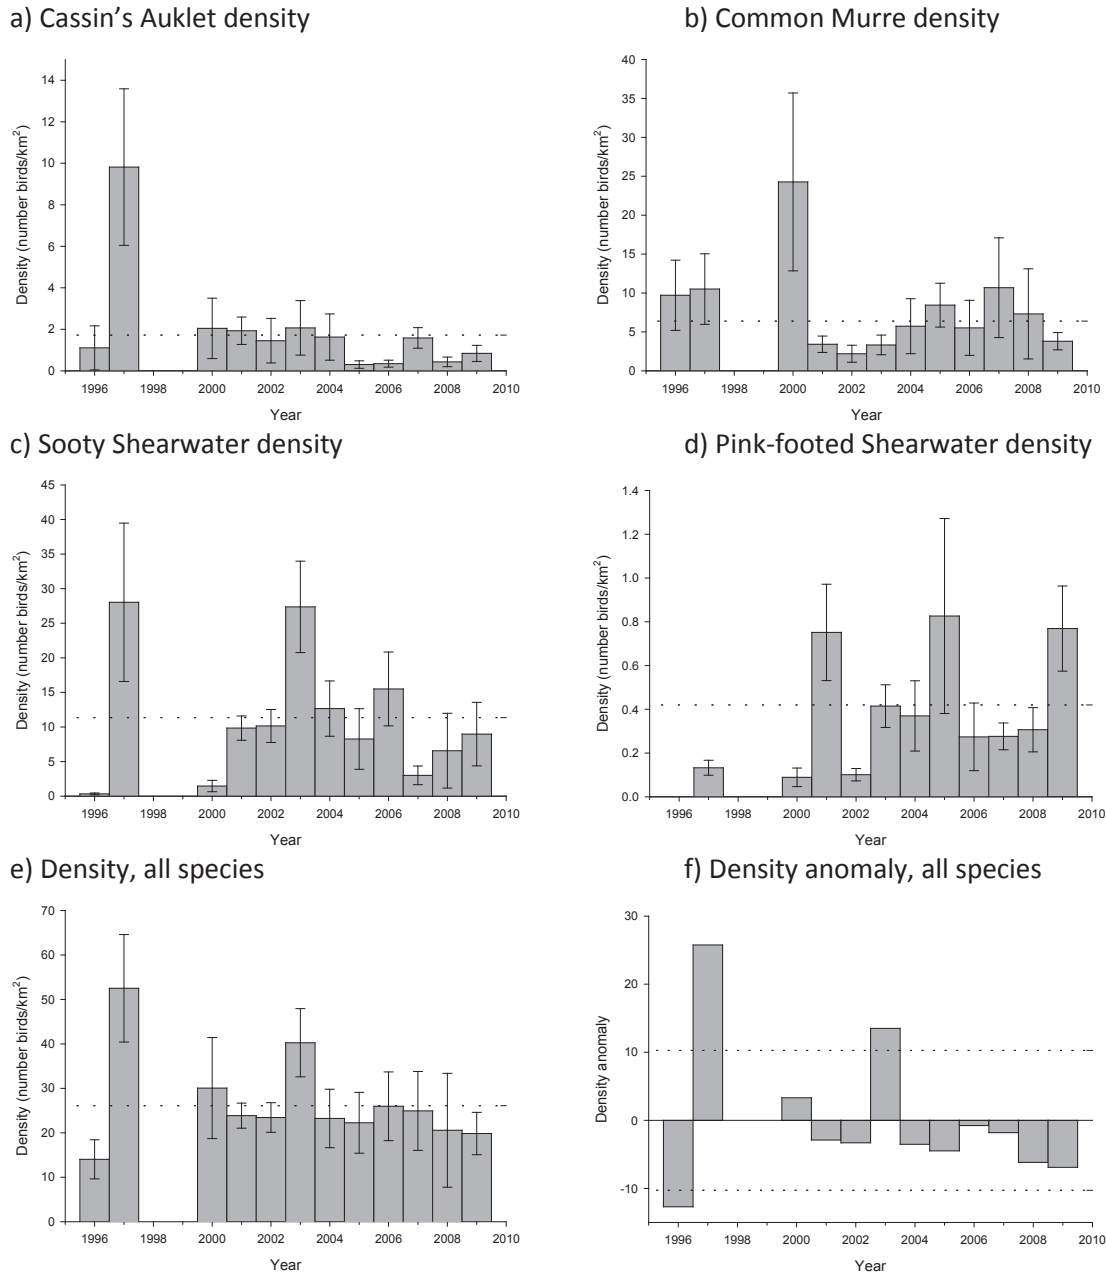 a) Cassin's Auklet density
Density (number birds/km²)
14
12
10
8
6
4
2
0
1996 1998 2000 2002 2004 2006 2008 2010
Year
b) Common Murre density
Density (number birds/km²)
40
35
30
25
20
15
10
5
0
1996 1998 2000 2002 2004 2006 2008 2010
Year
c) Sooty Shearwater density
Density (number birds/km²)
45
40
35
30
25
20
15
10
5
0
1996 1998 2000 2002 2004 2006 2008 2010
Year
d) Pink-footed Shearwater density
Density (number birds/km²)
1.4
1.2
1.0
0.8
0.6
0.4
0.2
0.0
1996 1998 2000 2002 2004 2006 2008 2010
Year
e) Density, all species
Density (number birds/km²)
70
60
50
40
30
20
10
0
1996 1998 2000 2002 2004 2006 2008 2010
Year
f) Density anomaly, all species
Density anomaly
30
20
10
0
-10
1996 1998 2000 2002 2004 2006 2008 2010
Year